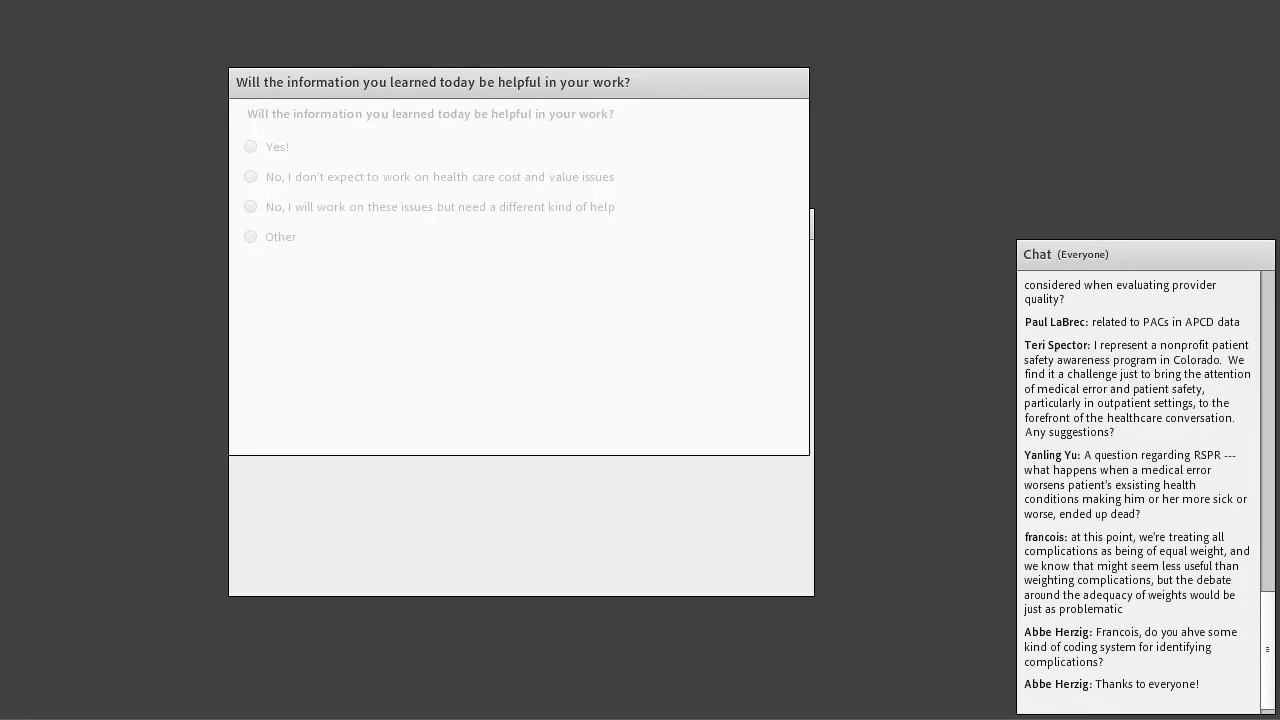 Will the information you learned today be helpful in your work?
Will the information you learned today be helpful in your work?
Yes!
No, I don't expect to work on health care cost and value issues
No, I will work on these issues but need a different kind of help
Other
Chat (Everyone)
considered when evaluating provider
quality?
Paul LaBrec: related to PACs in APCD data
Teri Spector: I represent a nonprofit patient
safety awareness program in Colorado. We
find it a challenge just to bring the attention
of medical error and patient safety,
particularly in outpatient settings, to the
forefront of the healthcare conversation.
Any suggestions?
Yanling Yu: A question regarding RSPR ---
what happens when a medical error
worsens patient's exsisting health
conditions making him or her more sick or
worse, ended up dead?
francois: at this point, we're treating all
complications as being of equal weight, and
we know that might seem less useful than
weighting complications, but the debate
around the adequacy of weights would be
just as problematic
Abbe Herzig: Francois, do you ahve some
kind of coding system for identifying
complications?
Abbe Herzig: Thanks to everyone!